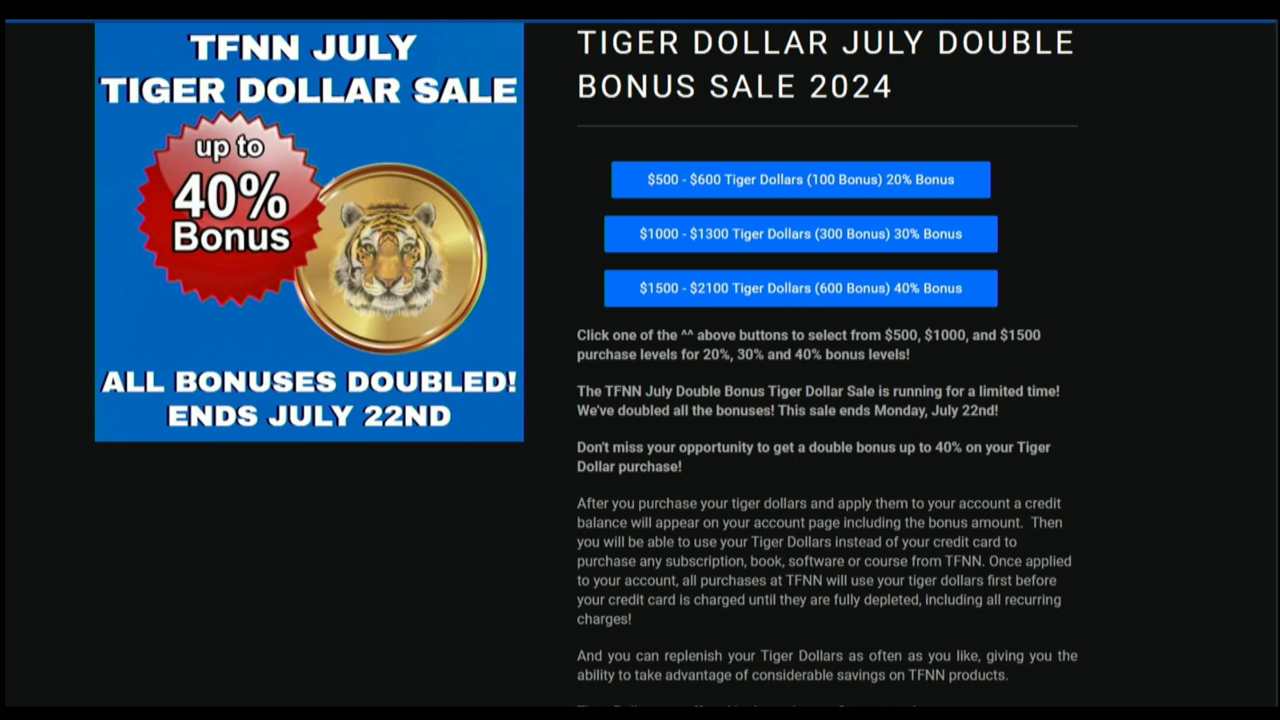 TFNN JULY
TIGER DOLLAR SALE
up to
40%
Bonus
ALL BONUSES DOUBLED!
ENDS JULY 22ND
TIGER DOLLAR JULY DOUBLE
BONUS SALE 2024
$500 - $600 Tiger Dollars (100 Bonus) 20% Bonus
$1000 - $1300 Tiger Dollars (300 Bonus) 30% Bonus
$1500 - $2100 Tiger Dollars (600 Bonus) 40% Bonus
Click one of the ^^ above buttons to select from $500, $1000, and $1500
purchase levels for 20%, 30% and 40% bonus levels!
The TFNN July Double Bonus Tiger Dollar Sale is running for a limited time!
We've doubled all the bonuses! This sale ends Monday, July 22nd!
Don't miss your opportunity to get a double bonus up to 40% on your Tiger
Dollar purchase!
After you purchase your tiger dollars and apply them to your account a credit
balance will appear on your account page including the bonus amount. Then
you will be able to use your Tiger Dollars instead of your credit card to
purchase any subscription, book, software or course from TFNN. Once applied
to your account, all purchases at TFNN will use your tiger dollars first before
your credit card is charged until they are fully depleted, including all recurring
charges!
And you can replenish your Tiger Dollars as often as you like, giving you the
ability to take advantage of considerable savings on TFNN products.